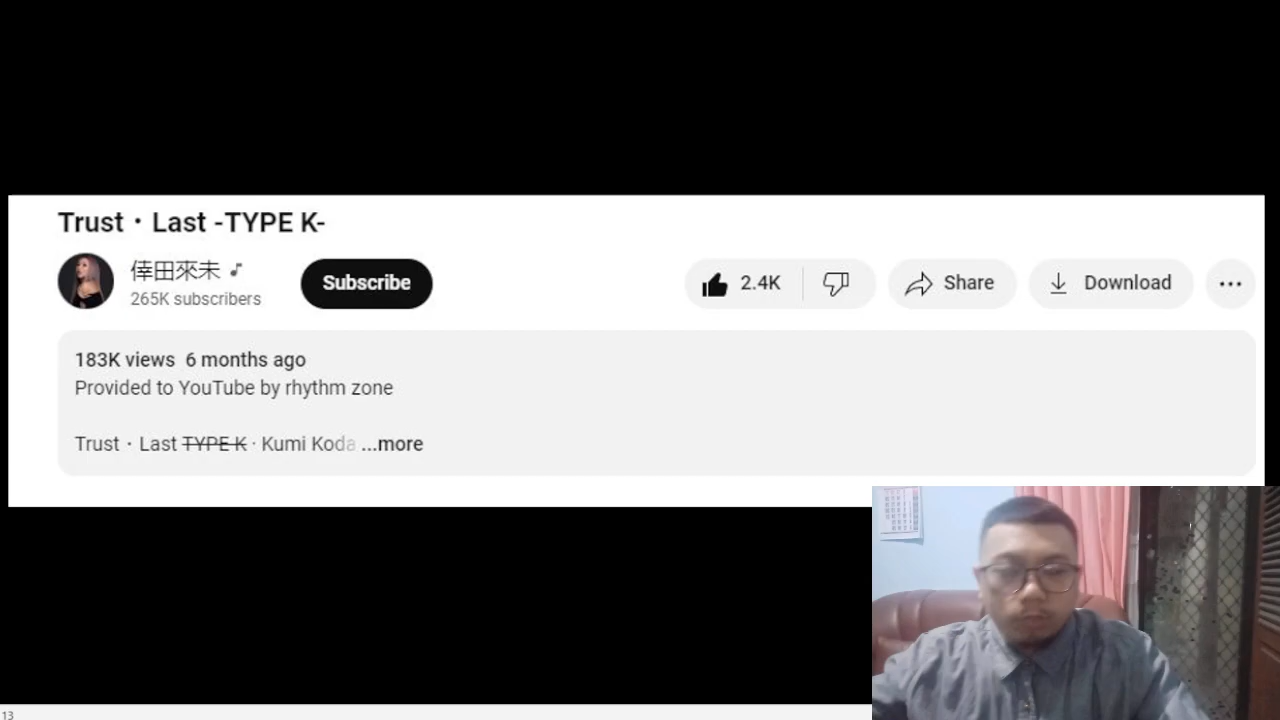 Trust・Last -TYPE K-
倖田來未
265K subscribers
Subscribe
2.4K
Share
Download
183K views 6 months ago
Provided to YouTube by rhythm zone
Trust・Last TYPE K · Kumi Koda ...more
13